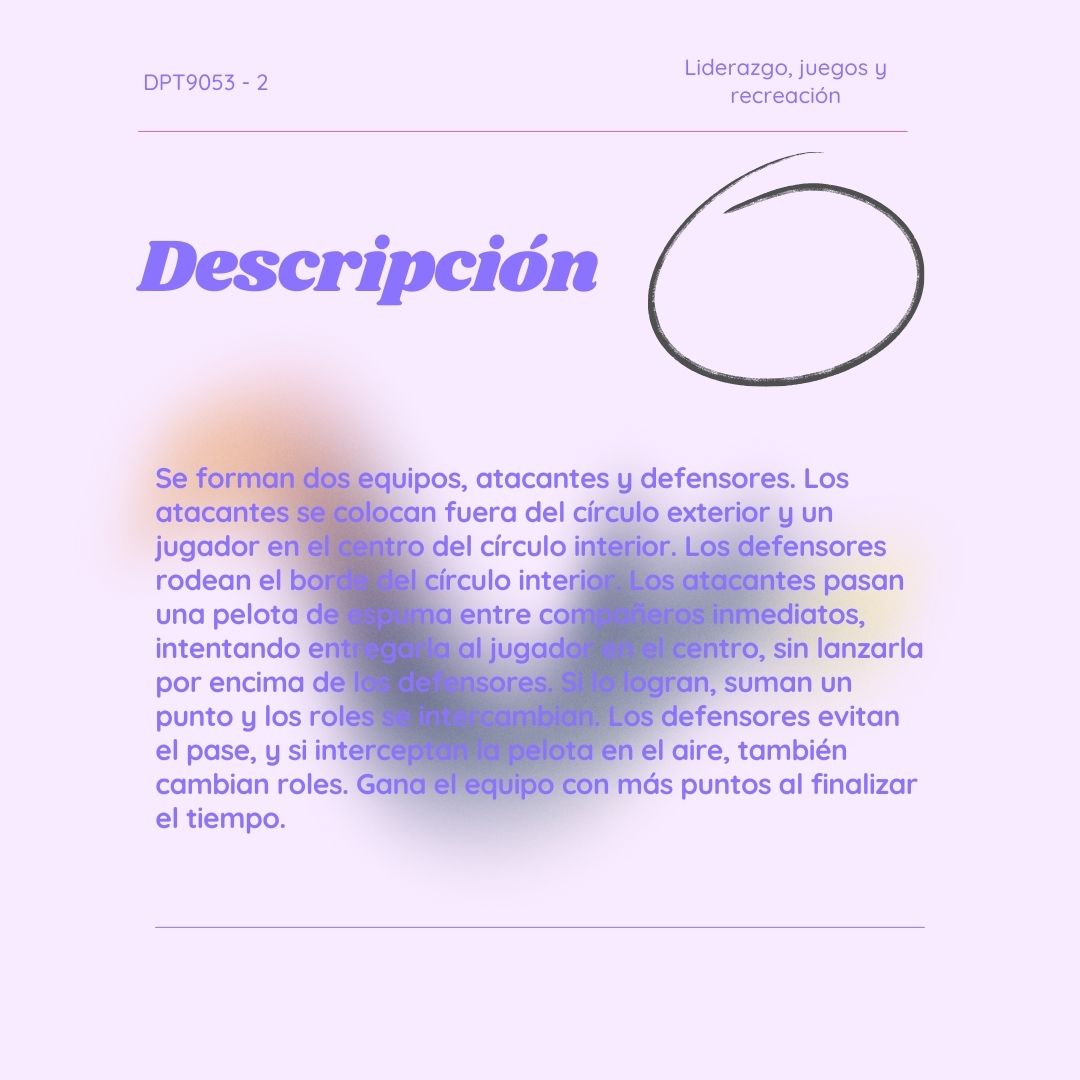 DPT9053 - 2
Liderazgo, juegos y
recreación
Descripción
Se forman dos equipos, atacantes y defensores. Los
atacantes se colocan fuera del círculo exterior y un
jugador en el centro del círculo interior. Los defensores
rodean el borde del círculo interior. Los atacantes pasan
una pelota de espuma entre compañeros inmediatos,
intentando entregarla al jugador en el centro, sin lanzarla
por encima de los defensores. Si lo logran, suman un
punto y los roles se intercambian. Los defensores evitan
el pase, y si interceptan la pelota en el aire, también
cambian roles. Gana el equipo con más puntos al finalizar
el tiempo.